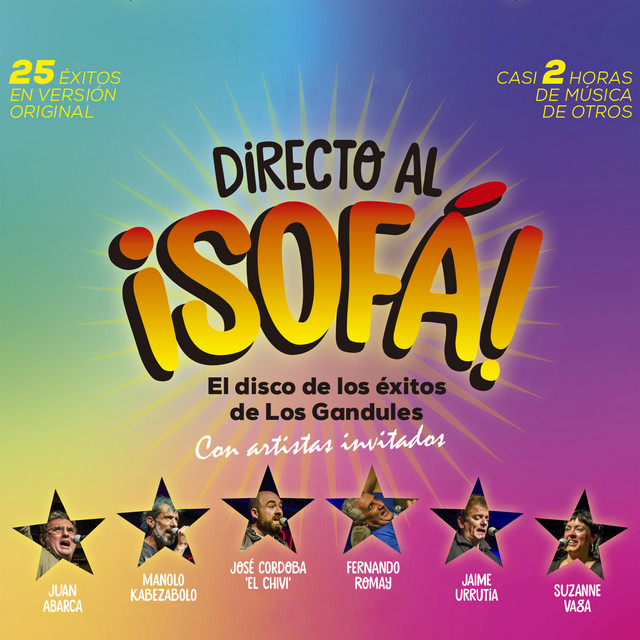 25 ÉXITOS
EN VERSIÓN
ORIGINAL
CASI 2 HORAS
DE MÚSICA
DE OTROS
DiRECTO AL
¡SOFÁ!
El disco de los éxitos
de Los Gandules
Con artistas invitados
JUAN
ABARCA
MANOLO
KABEZABOLO
JOSÉ CORDOBA
'EL CHIVI'
FERNANDO
ROMAY
JAIME
URRUTÍA
SUZANNE
VAGA